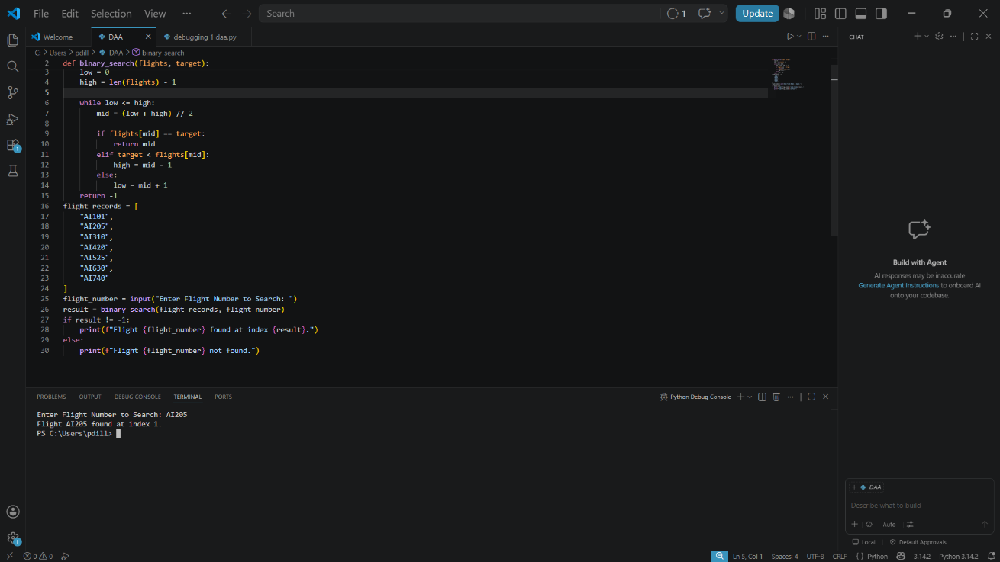 File Edit Selection View ··· Search 1 Update
Welcome DAA debugging 1 daa.py
C: > Users > pdill > DAA > binary_search
2 def binary_search(flights, target):
3 low = 0
4 high = len(flights) - 1
5
6 while low <= high:
7 mid = (low + high) // 2
8
9 if flights[mid] == target:
10 return mid
11 elif target < flights[mid]:
12 high = mid - 1
13 else:
14 low = mid + 1
15 return -1
16 flight_records = [
17 "AI101",
18 "AI205",
19 "AI310",
20 "AI420",
21 "AI525",
22 "AI630",
23 "AI740"
24 ]
25 flight_number = input("Enter Flight Number to Search: ")
26 result = binary_search(flight_records, flight_number)
27 if result != -1:
28 print(f"Flight {flight_number} found at index {result}.")
29 else:
30 print(f"Flight {flight_number} not found.")
PROBLEMS OUTPUT DEBUG CONSOLE TERMINAL PORTS Python Debug Console
Enter Flight Number to Search: AI205
Flight AI205 found at index 1.
PS C:\Users\pdill>
CHAT
Build with Agent
AI responses may be inaccurate
Generate Agent Instructions to onboard AI
onto your codebase.
DAA
Describe what to build
Auto
Local Default Approvals
1
1
0 0 Ln 5, Col 1 Spaces: 4 UTF-8 CRLF { } Python 3.14.2 Python 3.14.2